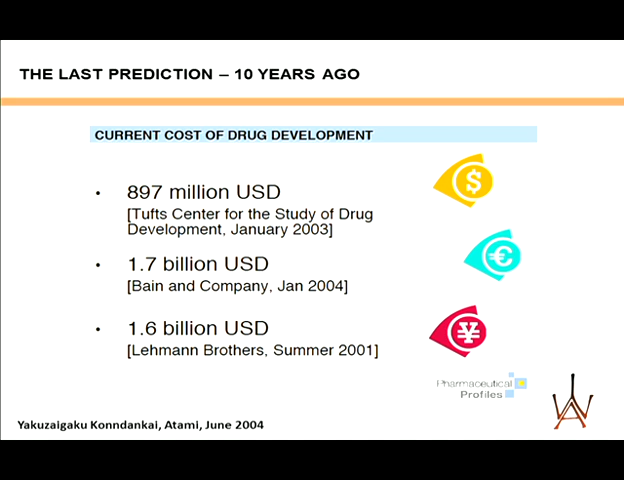 THE LAST PREDICTION – 10 YEARS AGO
CURRENT COST OF DRUG DEVELOPMENT
• 897 million USD
[Tufts Center for the Study of Drug
Development, January 2003]
• 1.7 billion USD
[Bain and Company, Jan 2004]
• 1.6 billion USD
[Lehmann Brothers, Summer 2001]
$
€
¥
Pharmaceutical
Profiles
Yakuzaigaku Konndankai, Atami, June 2004